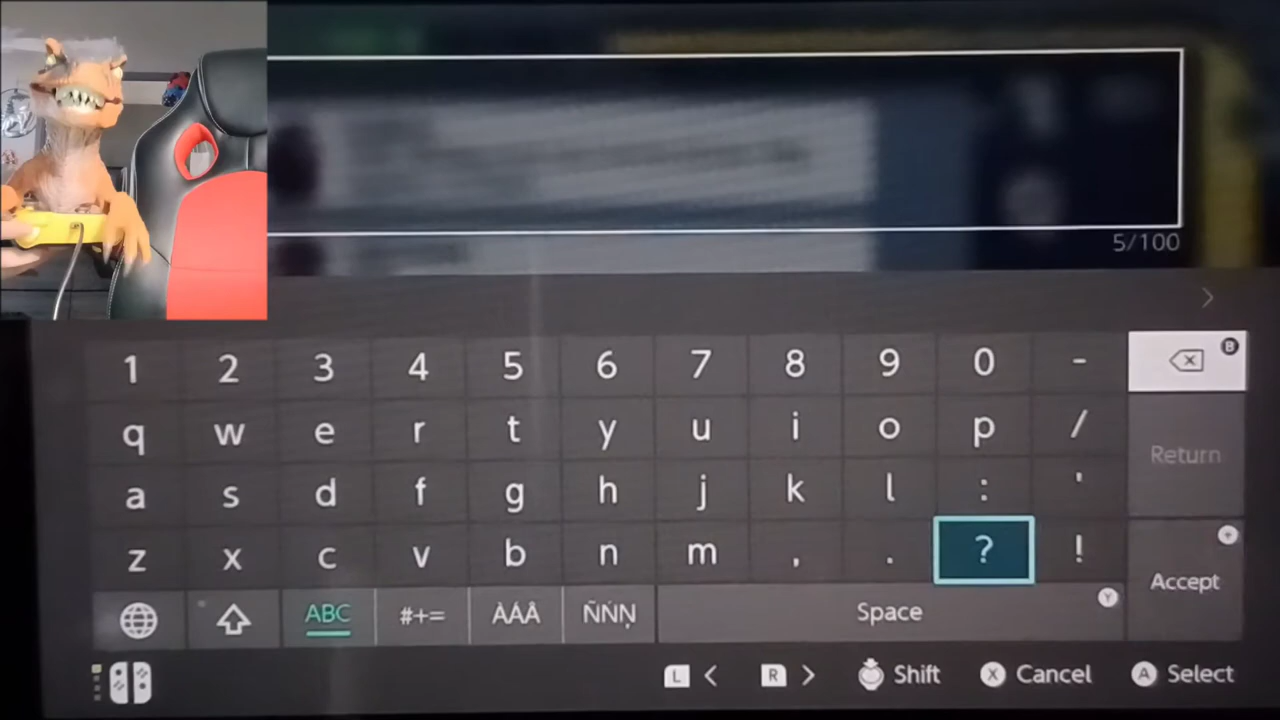 5/100
1 2 3 4 5 6 7 8 9 0 - B
q w e r t y u i o p / Return
a s d f g h j k l : '
z x c v b n m , . ? ! + Accept
ABC #+= ÀÁÂ ÑŃŅ Space Y
L < R > Shift X Cancel A Select